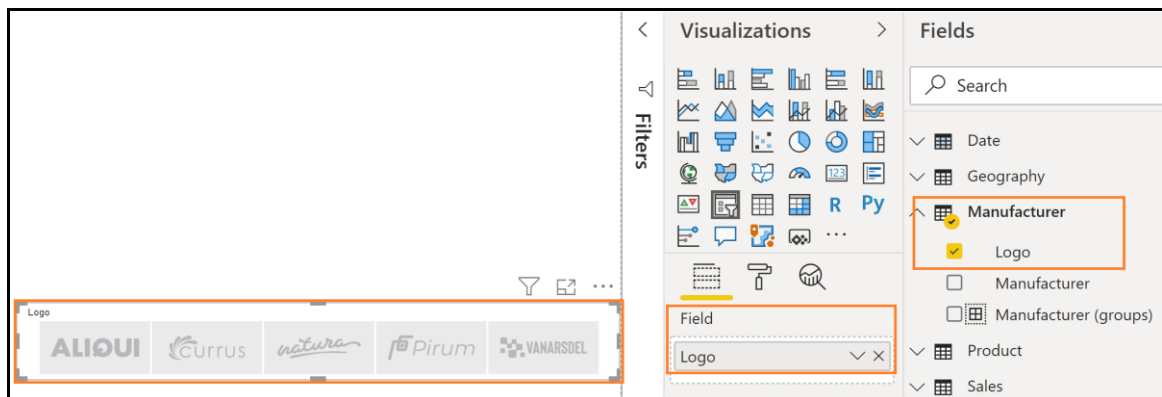 Logo
ALIQUI
Currus
natura
Pirum
VANARSDEL
Filters
Visualizations
123
R
Py
Field
Logo
Fields
Search
Date
Geography
Manufacturer
Logo
Manufacturer
Manufacturer (groups)
Product
Sales